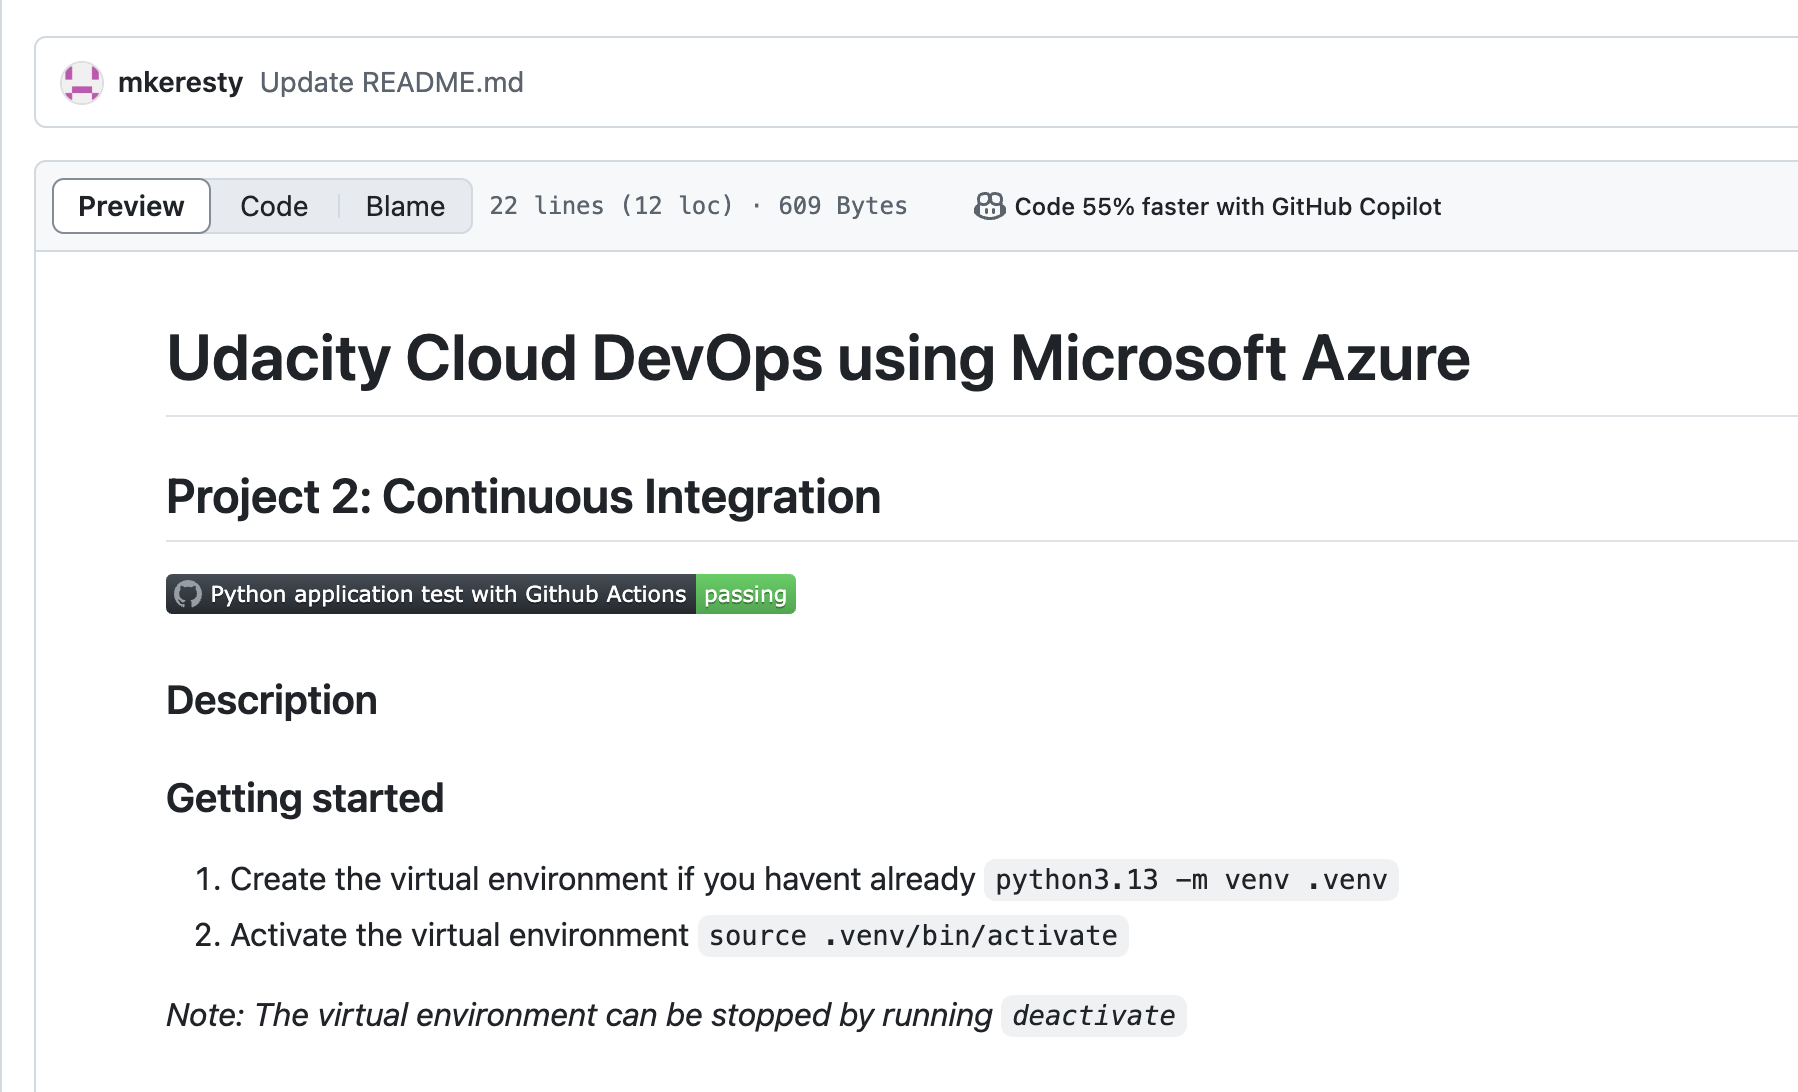 mkeresty Update README.md
Preview Code Blame 22 lines (12 loc) · 609 Bytes Code 55% faster with GitHub Copilot
Udacity Cloud DevOps using Microsoft Azure
Project 2: Continuous Integration
Python application test with Github Actions passing
Description
Getting started
1. Create the virtual environment if you havent already python3.13 -m venv .venv
2. Activate the virtual environment source .venv/bin/activate
Note: The virtual environment can be stopped by running deactivate